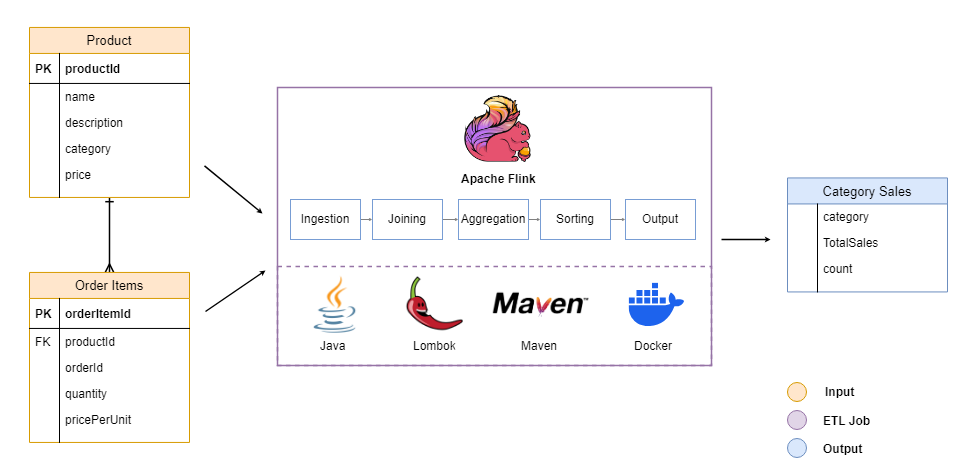 Product
PK productId
name
description
category
price
Order Items
PK orderItemId
FK productId
orderId
quantity
pricePerUnit
Apache Flink
Ingestion Joining Aggregation Sorting Output
Maven™
Java Lombok Maven Docker
Category Sales
category
TotalSales
count
Input
ETL Job
Output